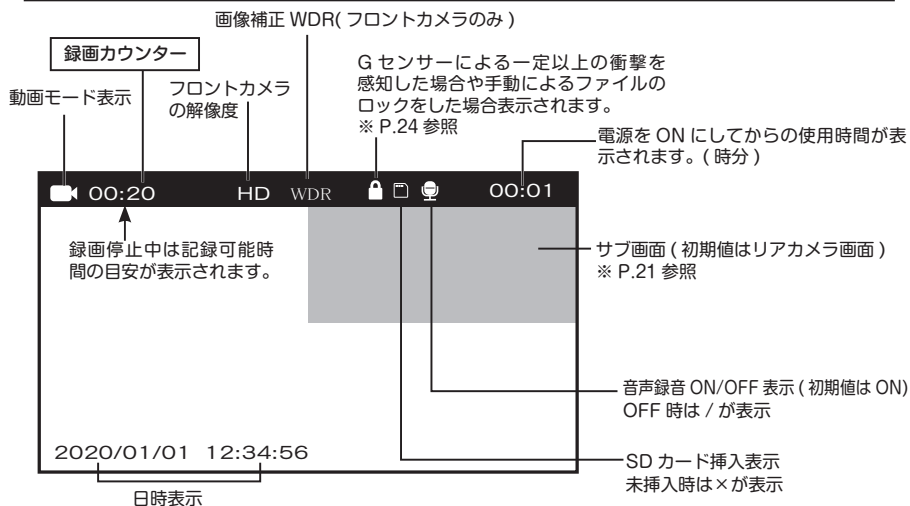 画像補正 WDR( フロントカメラのみ )
録画カウンター
動画モード表示
フロントカメラ
の解像度
G センサーによる一定以上の衝撃を
感知した場合や手動によるファイルの
ロックをした場合表示されます。
※ P.24 参照
電源を ON にしてからの使用時間が表
示されます。( 時分 )
00:20 HD WDR 00:01
録画停止中は記録可能時
間の目安が表示されます。
サブ画面 ( 初期値はリアカメラ画面 )
※ P.21 参照
音声録音 ON/OFF 表示 ( 初期値は ON)
OFF 時は / が表示
2020/01/01 12:34:56
SD カード挿入表示
未挿入時は×が表示
日時表示